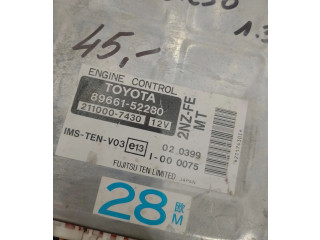 45,-
ENGINE CONTROL
TOYOTA
89661-52280
211000-7430 12V
2NZ-FE
MT
IMS-TEN-V03 e13 02 0399
I-00 0075
FUJITSU TEN LIMITED JAPAN
28 欧
M